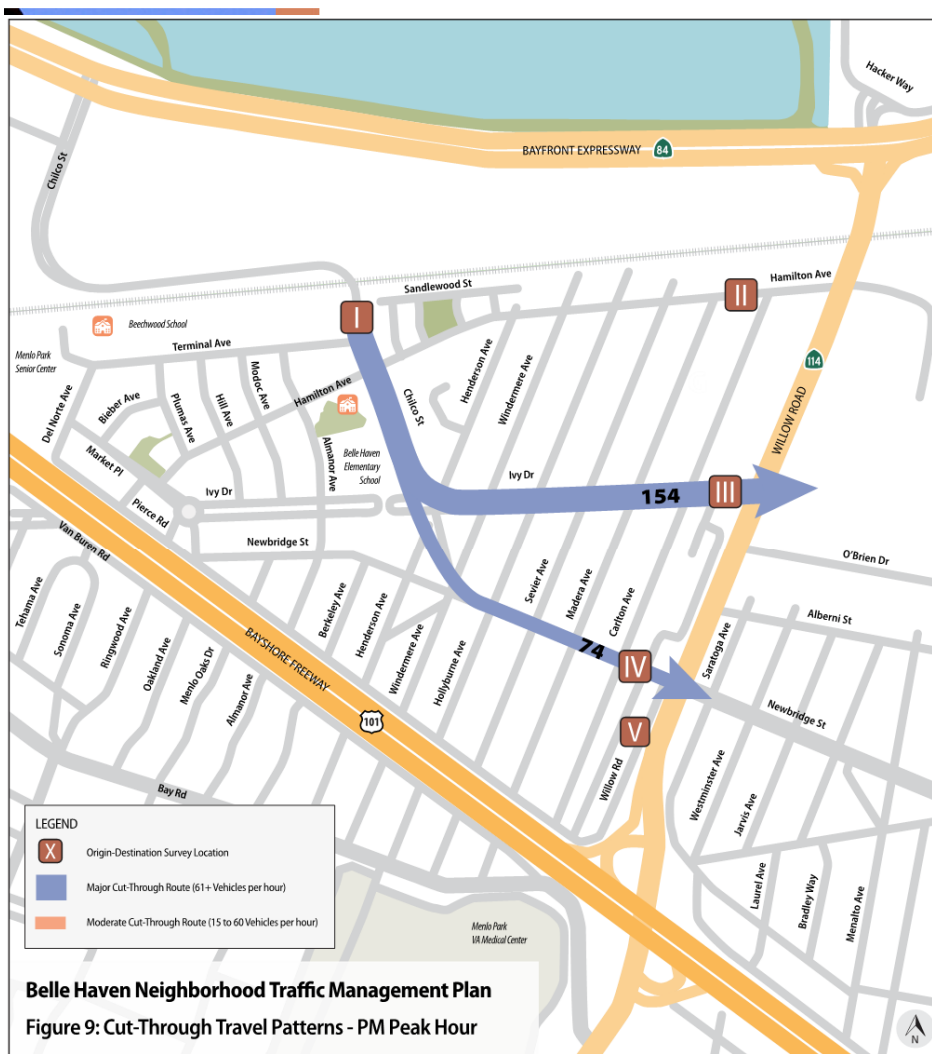 Hacker Way
BAYFRONT EXPRESSWAY
84
Chilco St
Sandlewood St
Hamilton Ave
I
II
Beechwood School
Terminal Ave
Menlo Park
Senior Center
114
WILLOW ROAD
Henderson Ave
Windermere Ave
Hamilton Ave
Chilco St
Del Norte Ave
Bieber Ave
Plumas Ave
Hill Ave
Modoc Ave
Almanor Ave
Belle Haven
Elementary
School
Market Pl
Ivy Dr
Ivy Dr
154
III
Pierce Rd
Van Buren Rd
Newbridge St
O'Brien Dr
Tehama Ave
Sonoma Ave
Ringwood Ave
Oakland Ave
Menlo Oaks Dr
Almanor Ave
Berkeley Ave
Henderson Ave
Windermere Ave
Hollyburne Ave
Sevier Ave
Madera Ave
Carlton Ave
Saratoga Ave
Alberni St
74
IV
BAYSHORE FREEWAY
101
Newbridge St
V
Willow Rd
Westminster Ave
Jarvis Ave
Bay Rd
Laurel Ave
Bradley Way
Menalto Ave
LEGEND
X
Origin-Destination Survey Location
Major Cut-Through Route (61+ Vehicles per hour)
Moderate Cut-Through Route (15 to 60 Vehicles per hour)
Menlo Park
VA Medical Center
Belle Haven Neighborhood Traffic Management Plan
Figure 9: Cut-Through Travel Patterns - PM Peak Hour
N